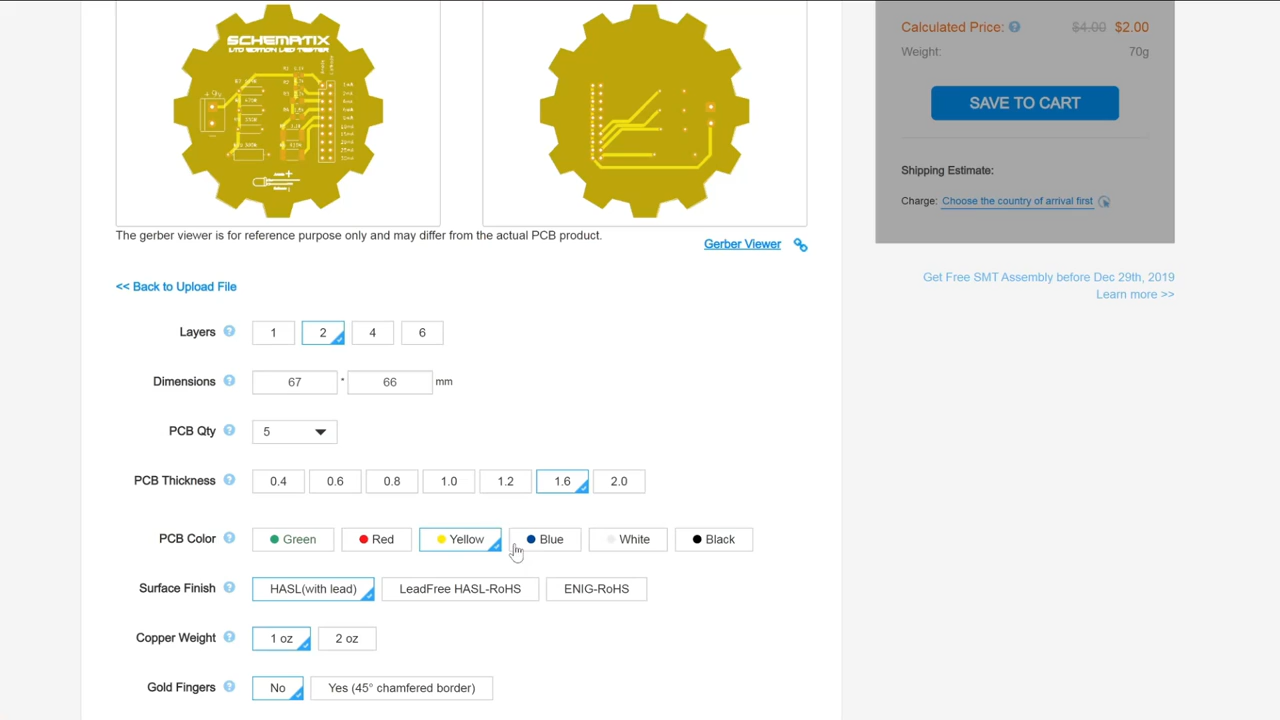 SCHEMATIX
LTD EDITION LED TESTER
Calculated Price: ? $4.00 $2.00
Weight: 70g
SAVE TO CART
Shipping Estimate:
Charge: Choose the country of arrival first
The gerber viewer is for reference purpose only and may differ from the actual PCB product.
Gerber Viewer
Get Free SMT Assembly before Dec 29th, 2019
Learn more >>
<< Back to Upload File
Layers ? 1 2 4 6
Dimensions ? 67 * 66 mm
PCB Qty ? 5
PCB Thickness ? 0.4 0.6 0.8 1.0 1.2 1.6 2.0
PCB Color ? Green Red Yellow Blue White Black
Surface Finish ? HASL(with lead) LeadFree HASL-RoHS ENIG-RoHS
Copper Weight ? 1 oz 2 oz
Gold Fingers ? No Yes (45° chamfered border)